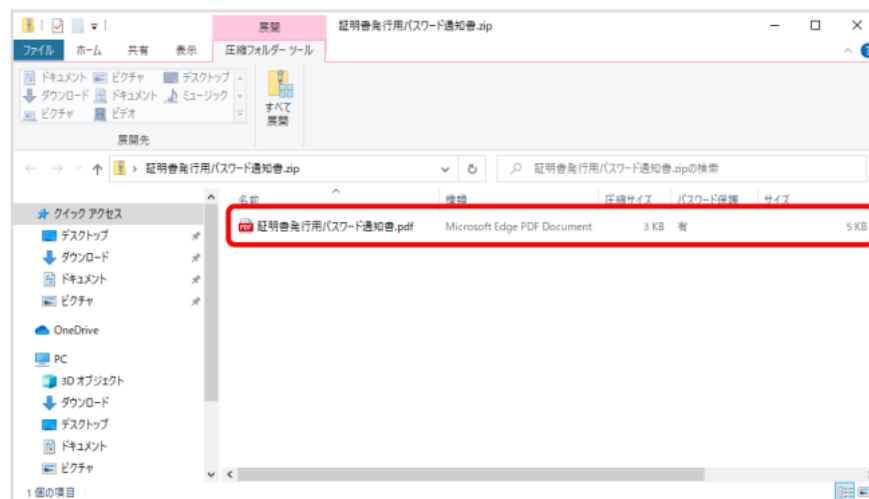 展開
証明書発行用パスワード通知書.zip
ファイル ホーム 共有 表示 圧縮フォルダー ツール
ドキュメント ピクチャ デスクトップ
ダウンロード ドキュメント ミュージック
ピクチャ ビデオ
すべて
展開
展開先
証明書発行用パスワード通知書.zip
証明書発行用パスワード通知書.zipの検索
名前 種類 圧縮サイズ パスワード保護 サイズ
証明書発行用パスワード通知書.pdf Microsoft Edge PDF Document 3 KB 有 5 KB
クイック アクセス
デスクトップ
ダウンロード
ドキュメント
ピクチャ
OneDrive
PC
3D オブジェクト
ダウンロード
デスクトップ
ドキュメント
ピクチャ
1 個の項目